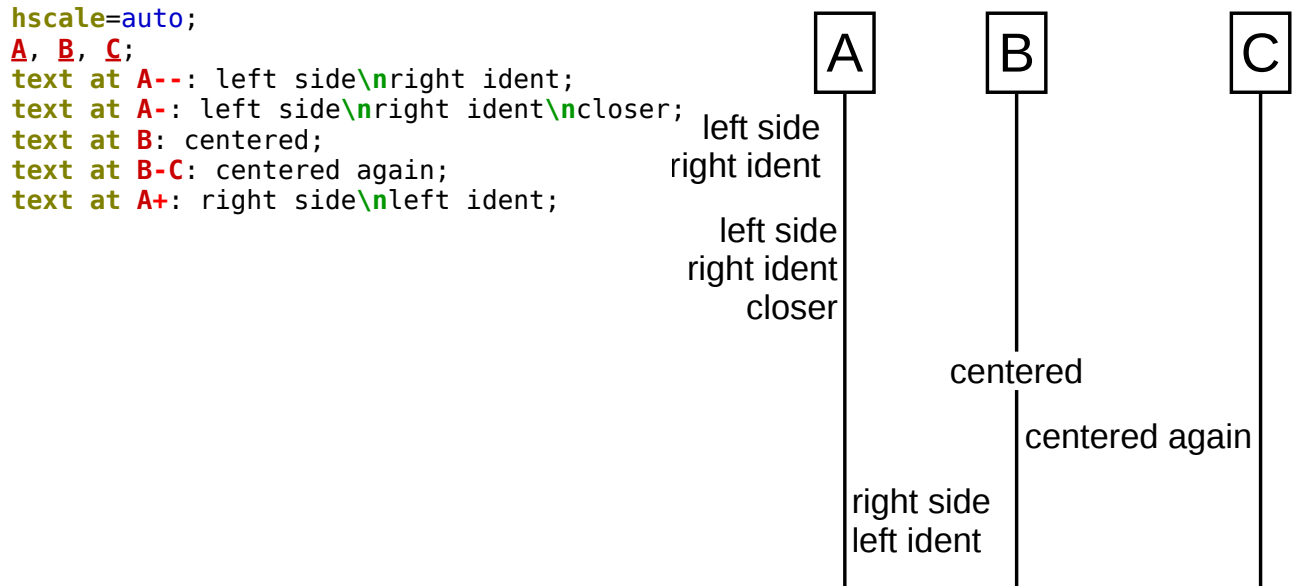 hscale=auto;
A, B, C;
text at A--: left side\nright ident;
text at A-: left side\nright ident\ncloser;
text at B: centered;
text at B-C: centered again;
text at A+: right side\nleft ident;
A B C
left side
right ident
left side
right ident
closer
centered
centered again
right side
left ident